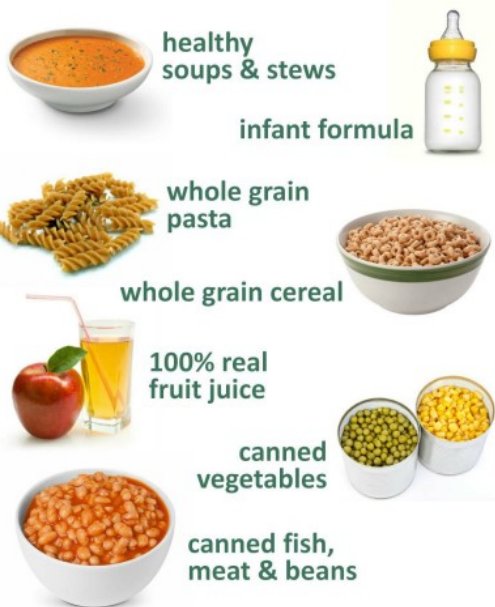 healthy
soups & stews
infant formula
whole grain
pasta
whole grain cereal
100% real
fruit juice
canned
vegetables
canned fish,
meat & beans